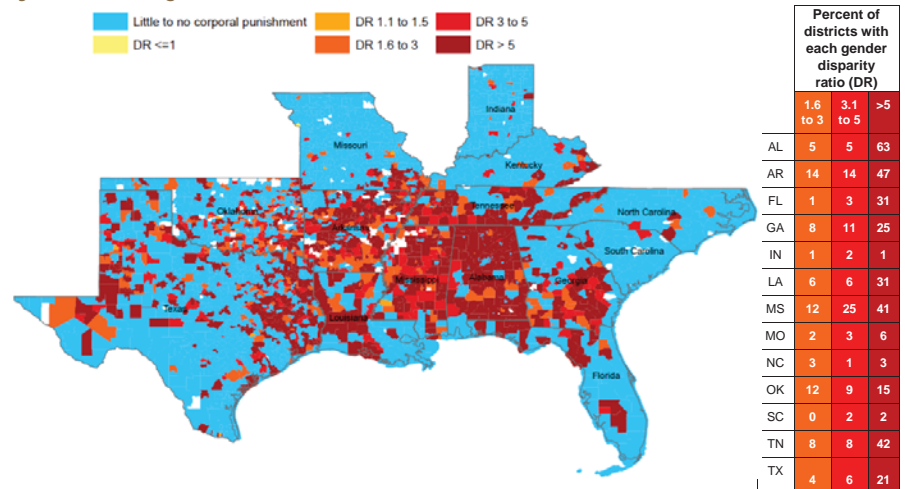 Little to no corporal punishment
DR <=1
DR 1.1 to 1.5
DR 1.6 to 3
DR 3 to 5
DR > 5
Percent of
districts with
each gender
disparity
ratio (DR)
1.6 to 3 3.1 to 5 >5
AL 5 5 63
AR 14 14 47
FL 1 3 31
GA 8 11 25
IN 1 2 1
LA 6 6 31
MS 12 25 41
MO 2 3 6
NC 3 1 3
OK 12 9 15
SC 0 2 2
TN 8 8 42
TX 4 6 21
Indiana
Missouri
Kentucky
Oklahoma
Tennessee
North Carolina
Arkansas
South Carolina
Mississippi
Alabama
Georgia
Texas
Louisiana
Florida